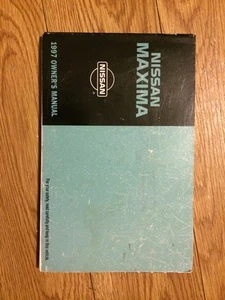 NISSAN
MAXIMA
NISSAN
1997 OWNER'S MANUAL
For your safety, read carefully and keep in this vehicle.